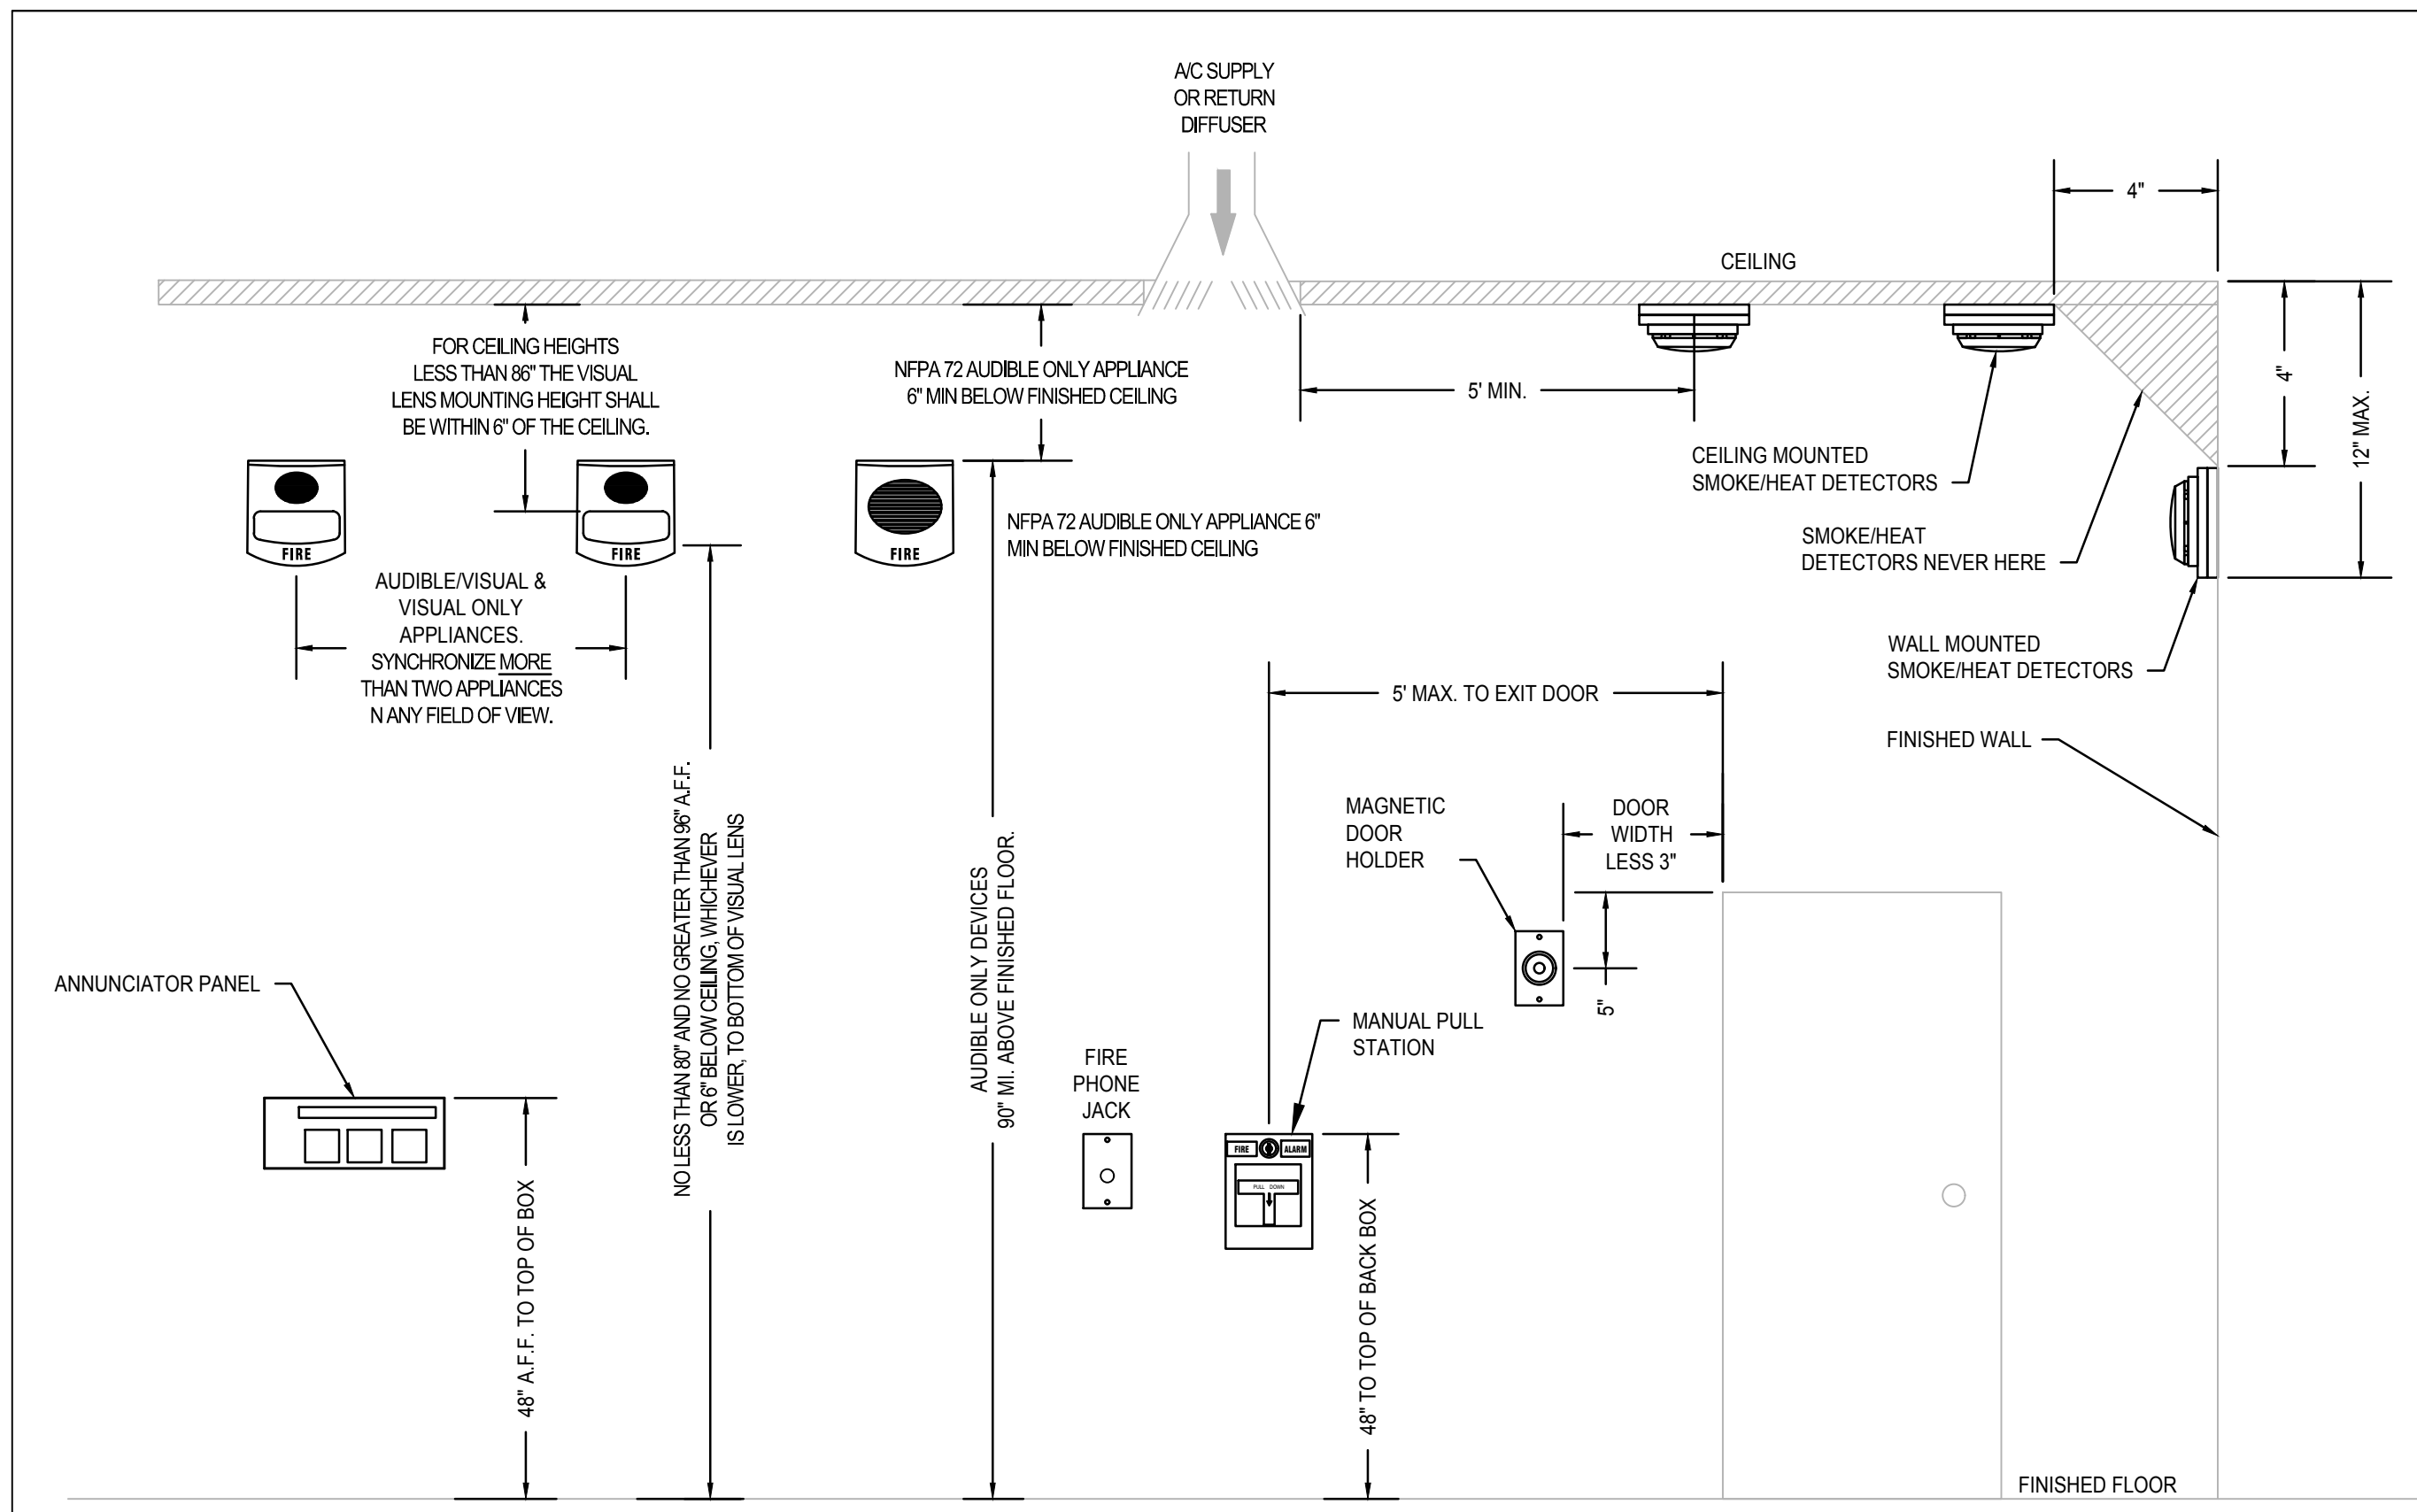 A/C SUPPLY
OR RETURN
DIFFUSER
4"
CEILING
FOR CEILING HEIGHTS
LESS THAN 86" THE VISUAL
LENS MOUNTING HEIGHT SHALL
BE WITHIN 6" OF THE CEILING.
NFPA 72 AUDIBLE ONLY APPLIANCE
6" MIN BELOW FINISHED CEILING
5' MIN.
4"
12" MAX.
CEILING MOUNTED
SMOKE/HEAT DETECTORS
NFPA 72 AUDIBLE ONLY APPLIANCE 6"
MIN BELOW FINISHED CEILING
SMOKE/HEAT
DETECTORS NEVER HERE
FIRE
FIRE
FIRE
AUDIBLE/VISUAL &
VISUAL ONLY
APPLIANCES.
SYNCHRONIZE MORE
THAN TWO APPLIANCES
N ANY FIELD OF VIEW.
WALL MOUNTED
SMOKE/HEAT DETECTORS
5' MAX. TO EXIT DOOR
FINISHED WALL
NO LESS THAN 80" AND NO GREATER THAN 96" A.F.F.
OR 6" BELOW CEILING, WHICHEVER
IS LOWER, TO BOTTOM OF VISUAL LENS
AUDIBLE ONLY DEVICES
90" MI. ABOVE FINISHED FLOOR.
MAGNETIC
DOOR
HOLDER
DOOR
WIDTH
LESS 3"
5"
ANNUNCIATOR PANEL
MANUAL PULL
STATION
FIRE
PHONE
JACK
FIRE
ALARM
PULL DOWN
48" A.F.F. TO TOP OF BOX
48" TO TOP OF BACK BOX
FINISHED FLOOR